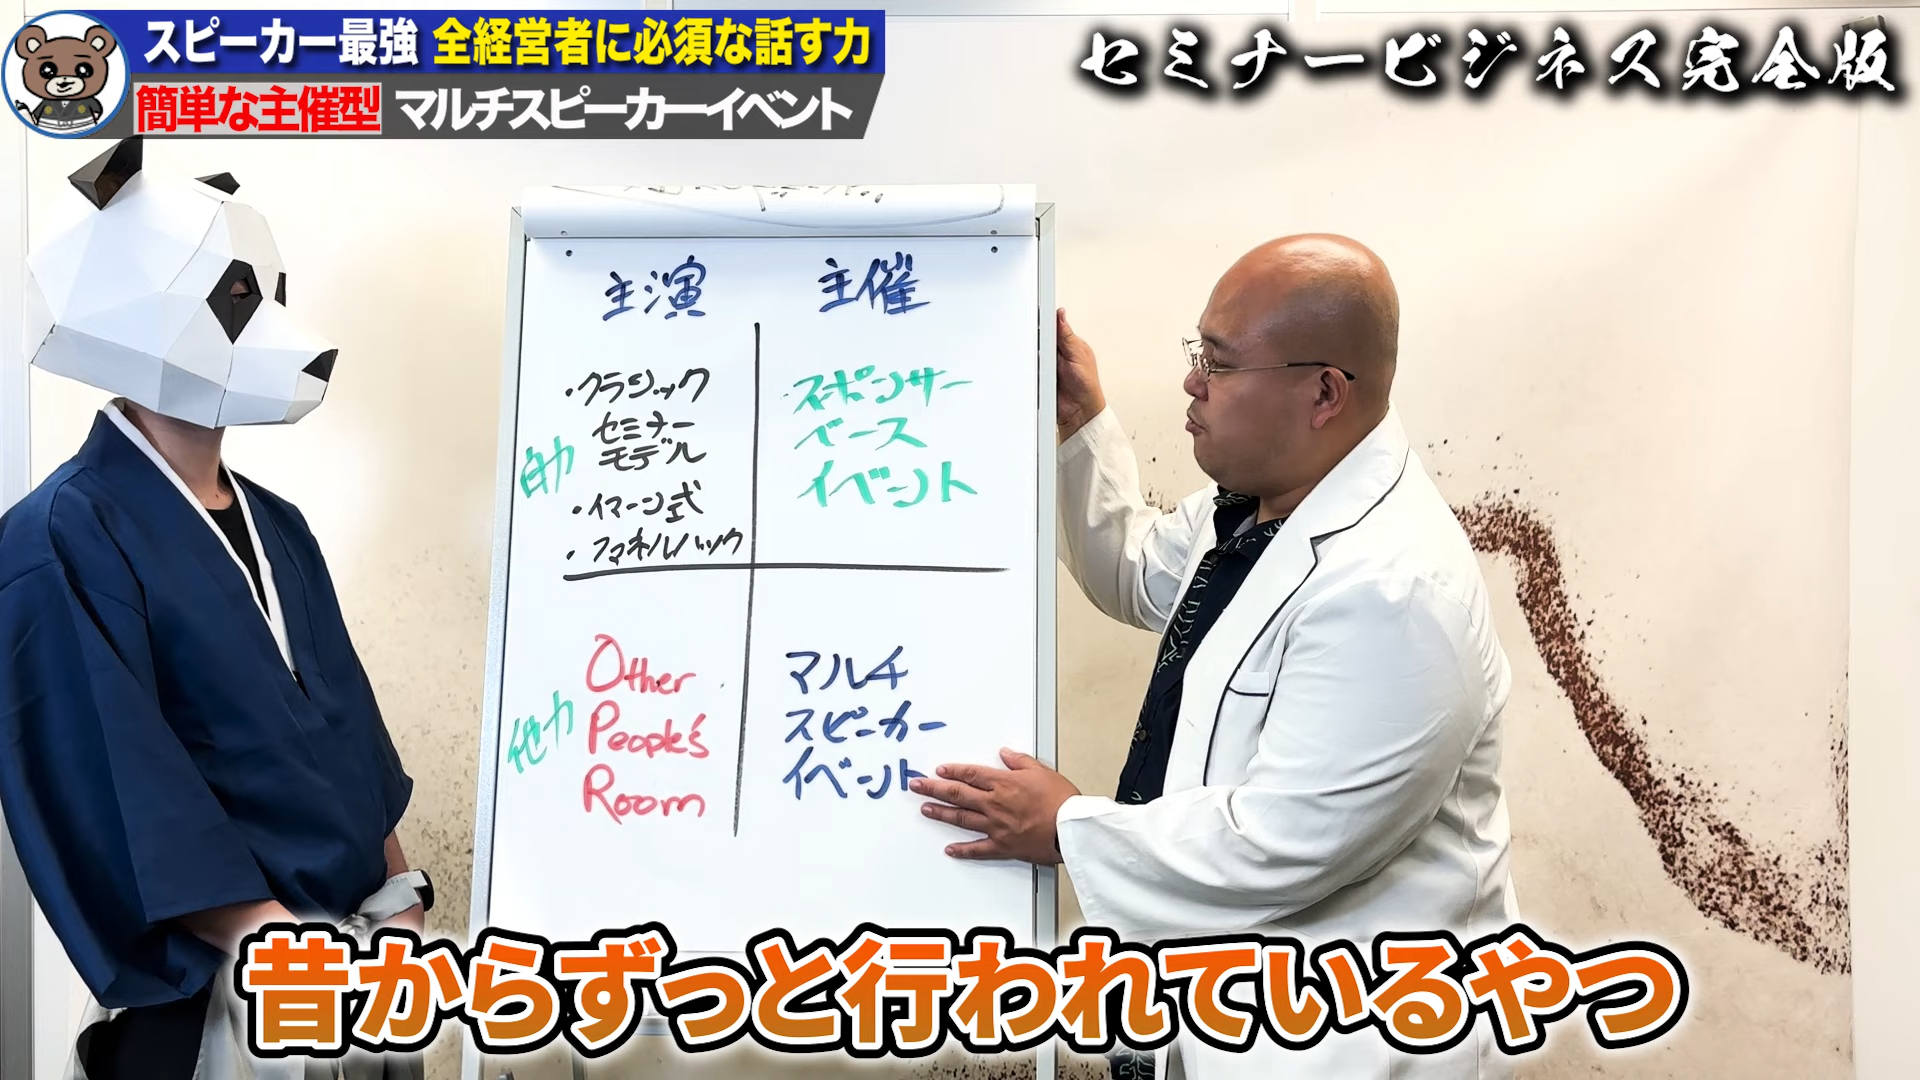 スピーカー最強 全経営者に必須な話す力
簡単な主催型 マルチスピーカーイベント
セミナービジネス完全版
主演
主催
自力
・クラシック
セミナー
モデル
・イマーシ式
・ファネルハック
・スポンサー
ベース
イベント
他力
Other
People's
Room
マルチ
スピーカー
イベント
昔からずっと行われているやつ